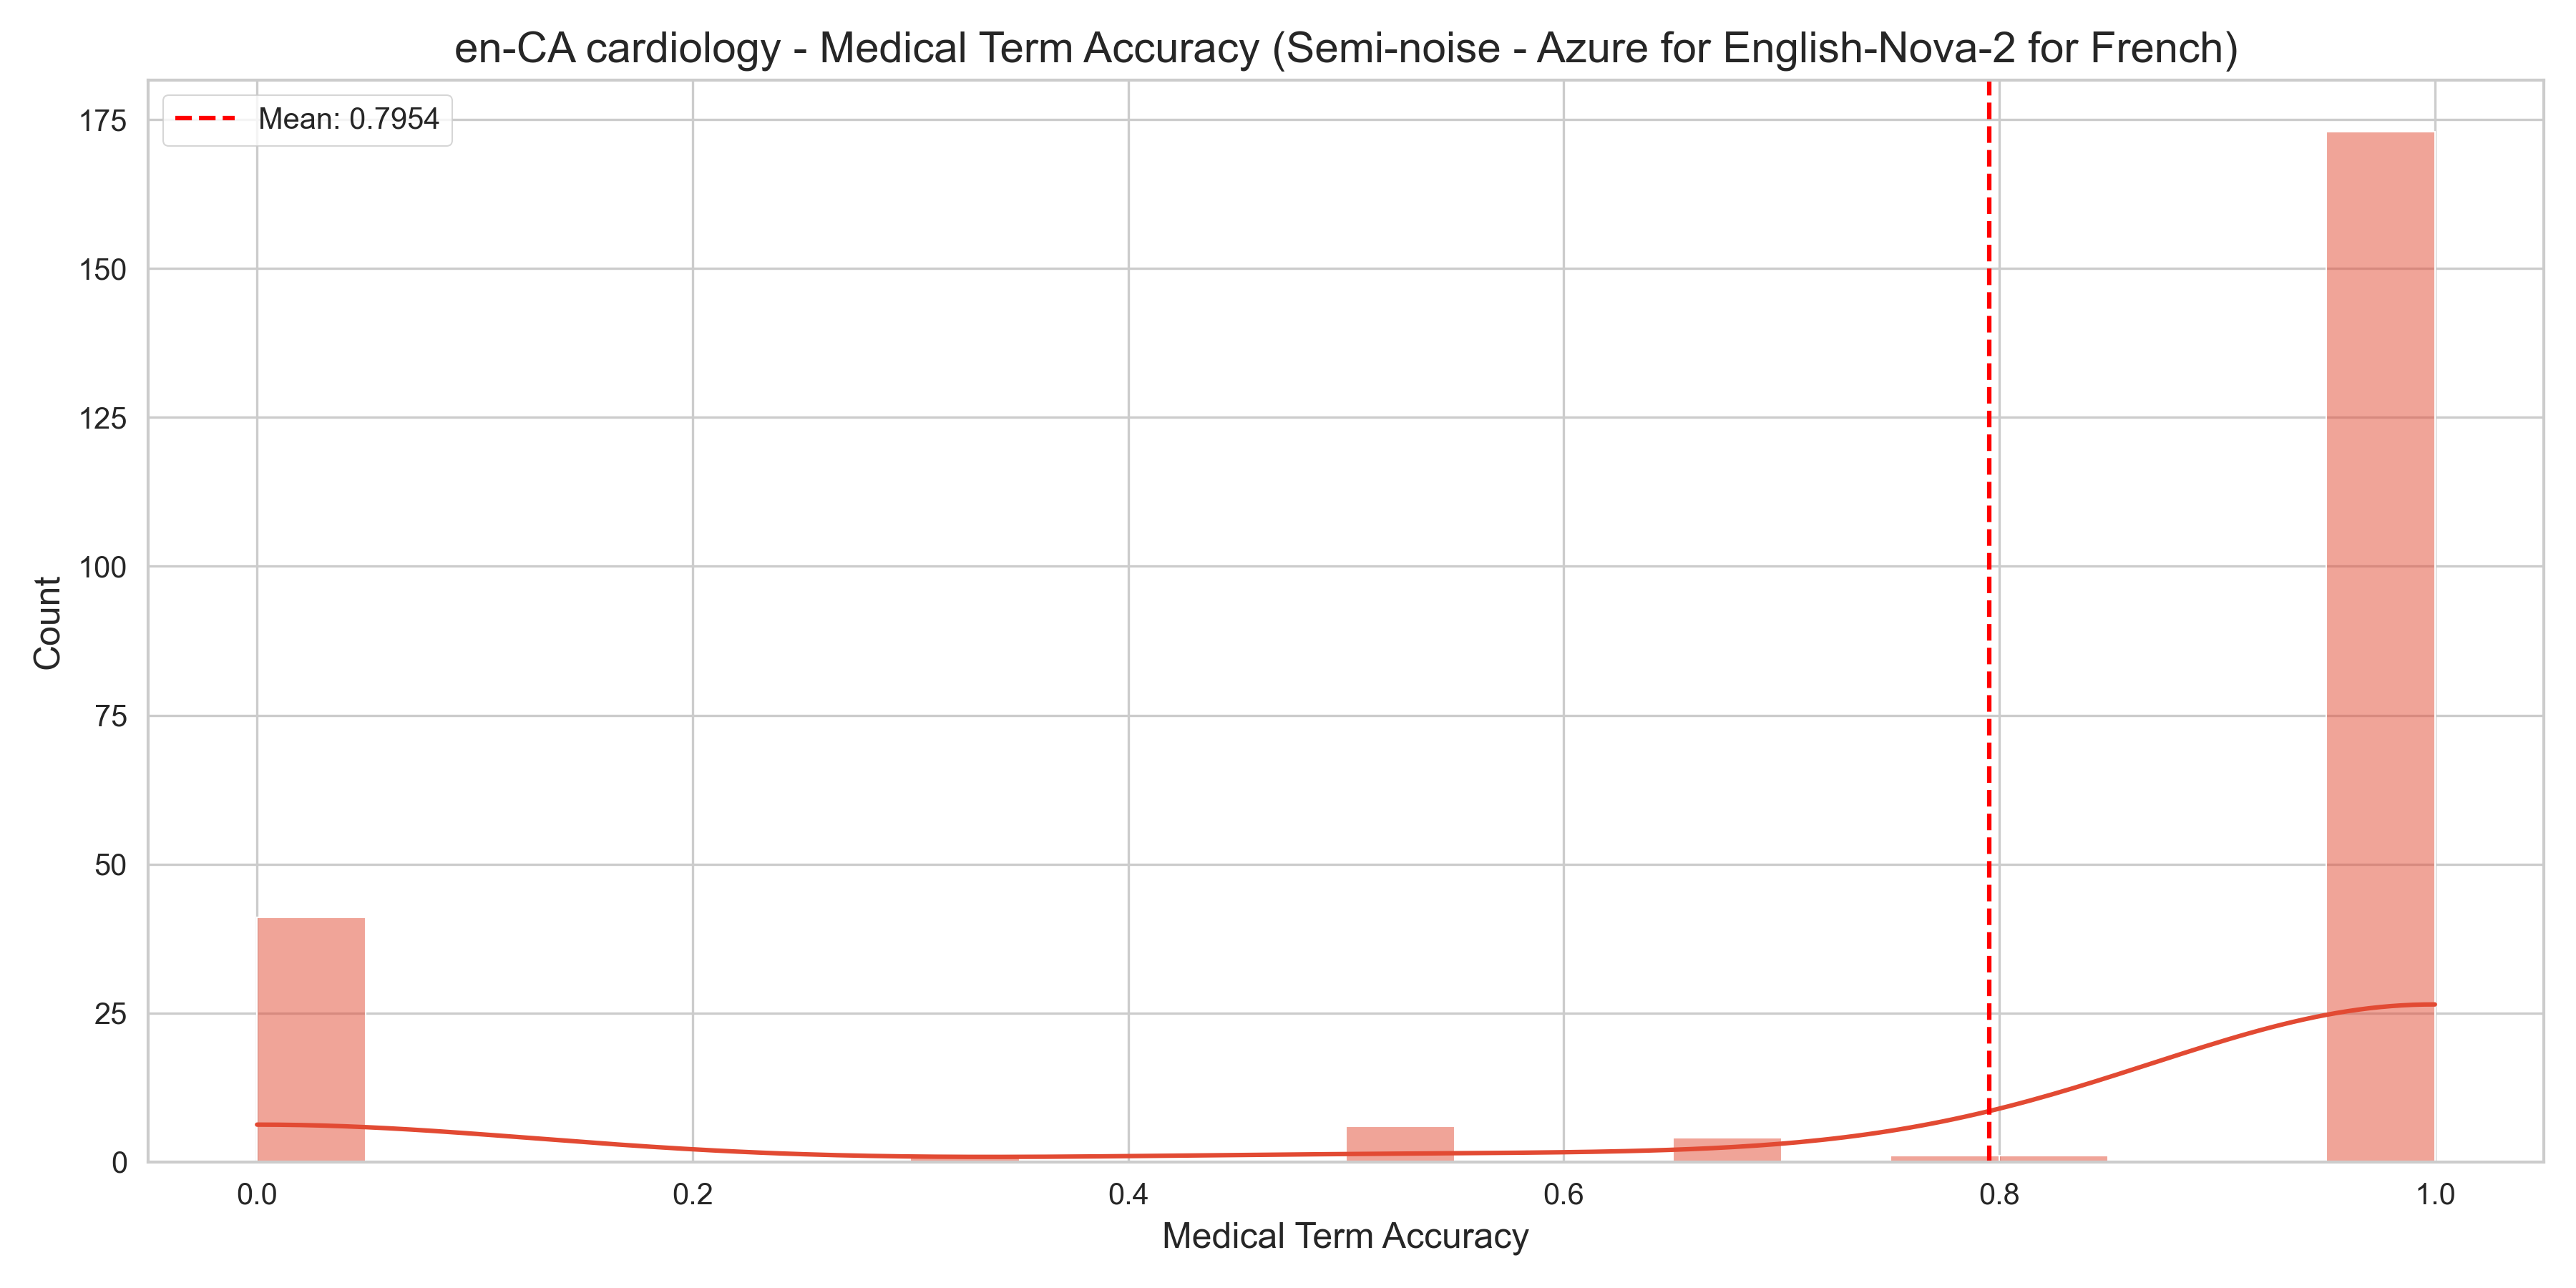 en-CA cardiology - Medical Term Accuracy (Semi-noise - Azure for English-Nova-2 for French)
Mean: 0.7954
175
150
125
100
75
50
25
0
Count
0.0 0.2 0.4 0.6 0.8 1.0
Medical Term Accuracy